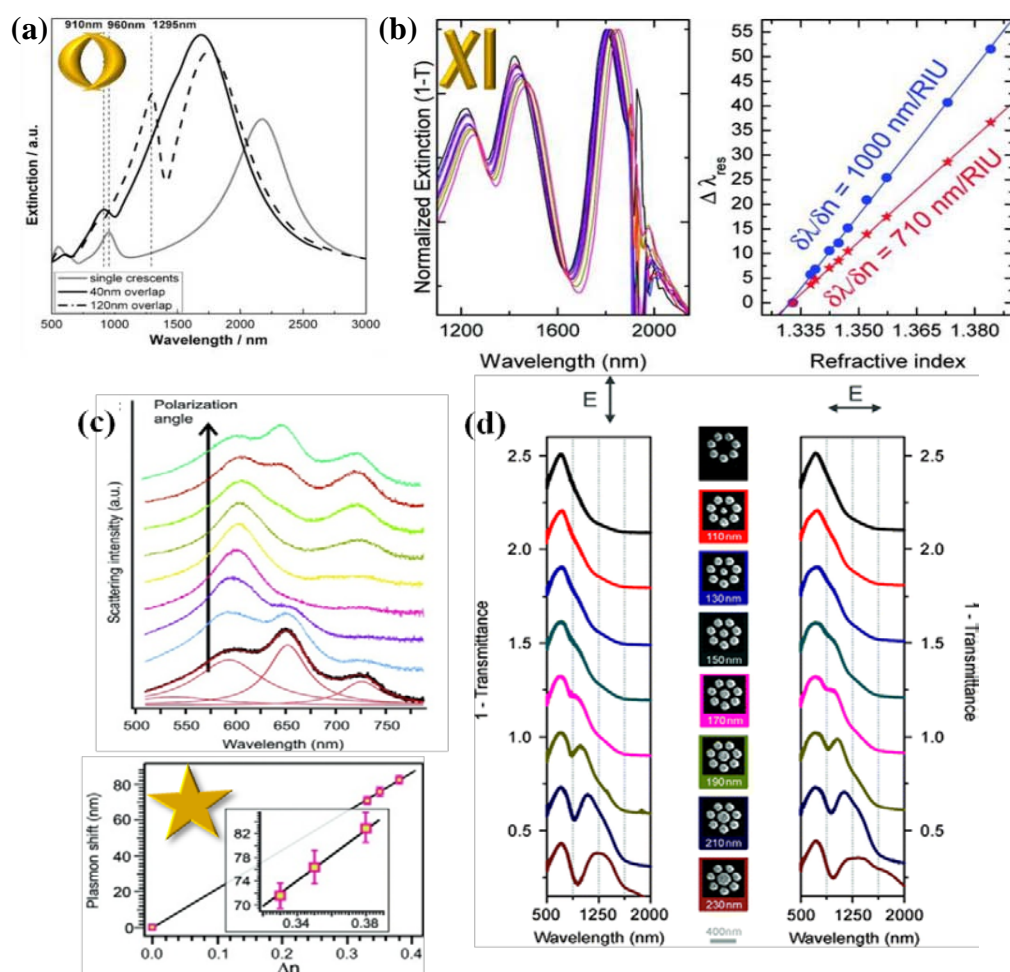 (a)
910nm 960nm 1295nm
Extinction / a.u.
single crescents
40nm overlap
120nm overlap
500 1000 1500 2000 2500 3000
Wavelength / nm
(b)
XI
Normalized Extinction (1-T)
1200 1400 1600 1800 2000
Wavelength (nm)
Δ λres
55
50
45
40
35
30
25
20
15
10
5
0
δλ/δn = 1000 nm/RIU
δλ/δn = 710 nm/RIU
1.335 1.350 1.365 1.380
Refractive index
(c)
Polarization
angle
Scattering intensity (a.u.)
500 550 600 650 700 750
Wavelength (nm)
Plasmon shift (nm)
80
60
40
20
0
82
78
74
70
0.34 0.38
0.0 0.1 0.2 0.3 0.4
Δn
(d)
E
E
1 - Transmittance
2.5
2.0
1.5
1.0
0.5
500 1250 2000
Wavelength (nm)
110nm
130nm
150nm
170nm
190nm
210nm
230nm
400nm
2.5
2.0
1.5
1.0
0.5
1 - Transmittance
500 1250 2000
Wavelength (nm)